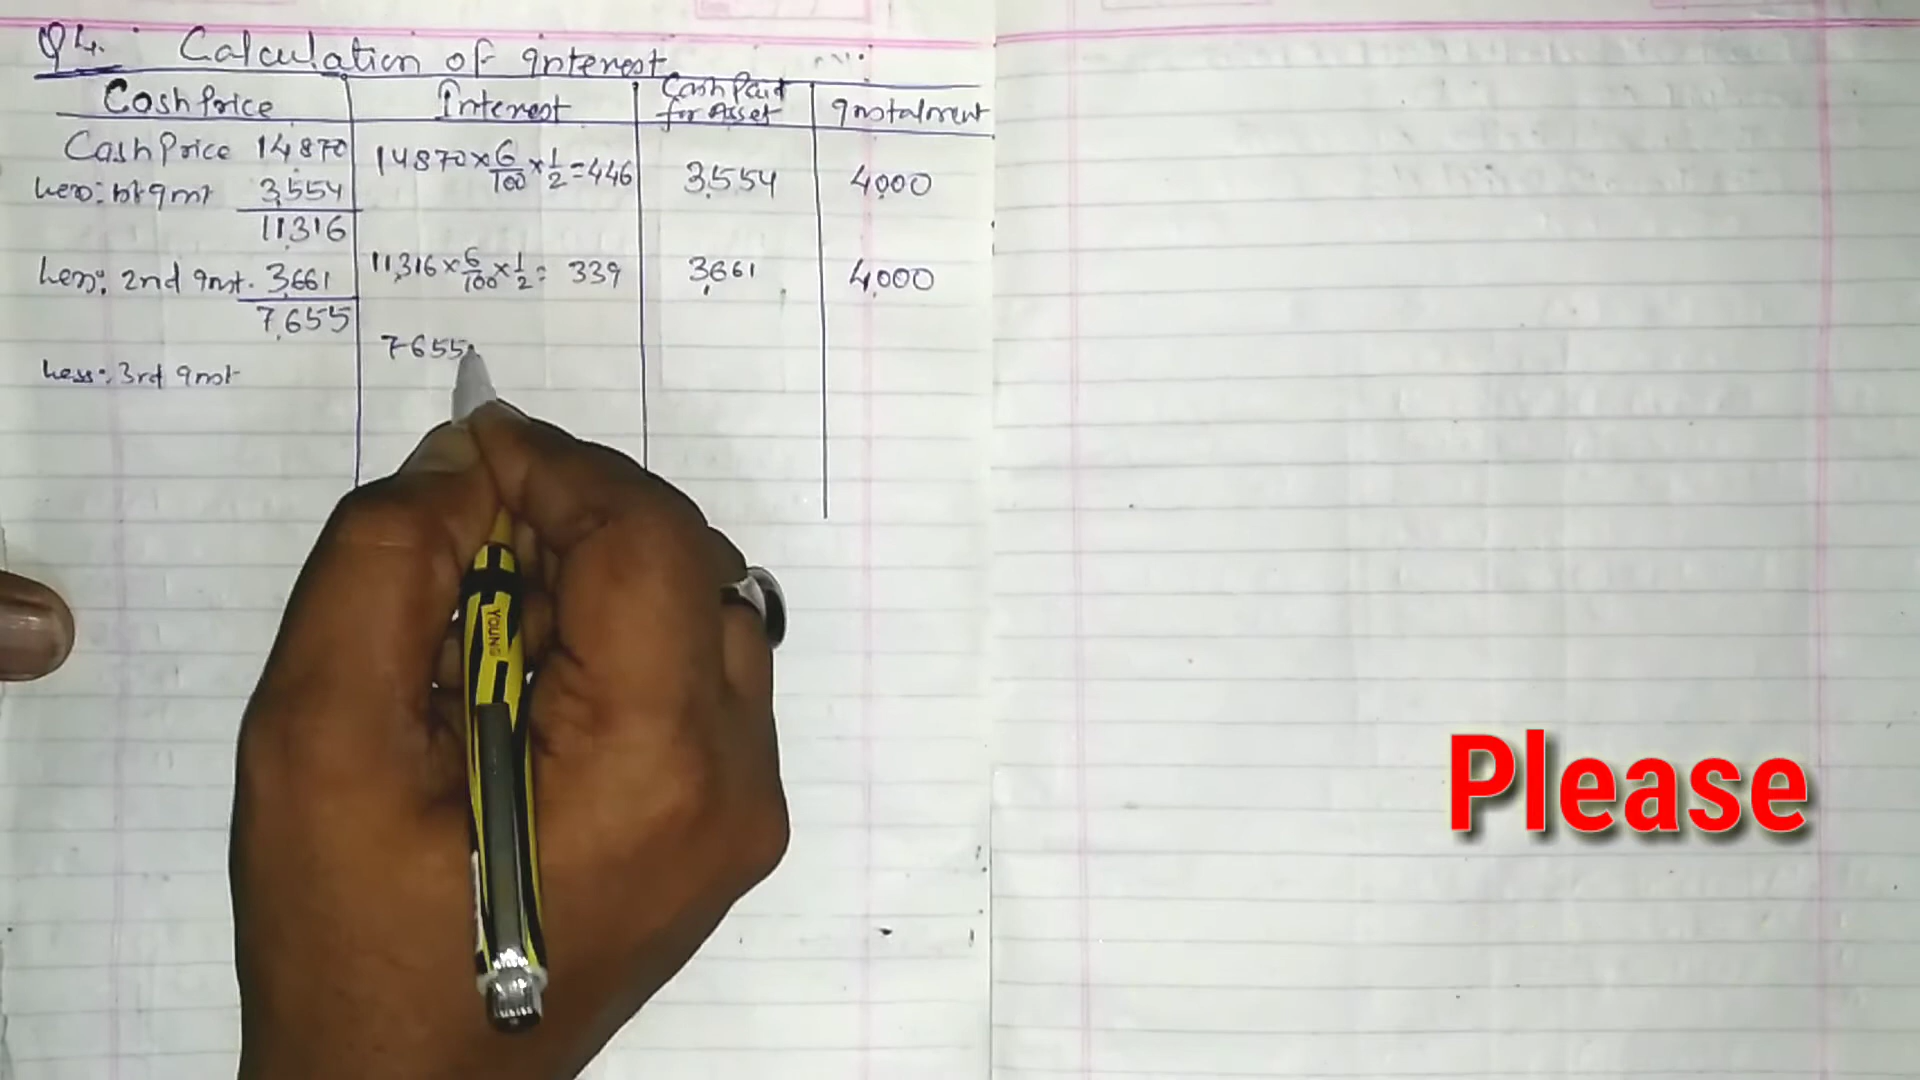 Q4. Calculation of interest
Cash Price Interest Cash Paid for Asset Instalment
Cash Price 14870 14870 × 6/100 × 1/2 = 446 3,554 4,000
Less: 1st Inst 3,554
11,316
Less: 2nd Inst. 3,661 11,316 × 6/100 × 1/2 = 339 3,661 4,000
7,655
7655
Less: 3rd Inst
YOUNG
Please